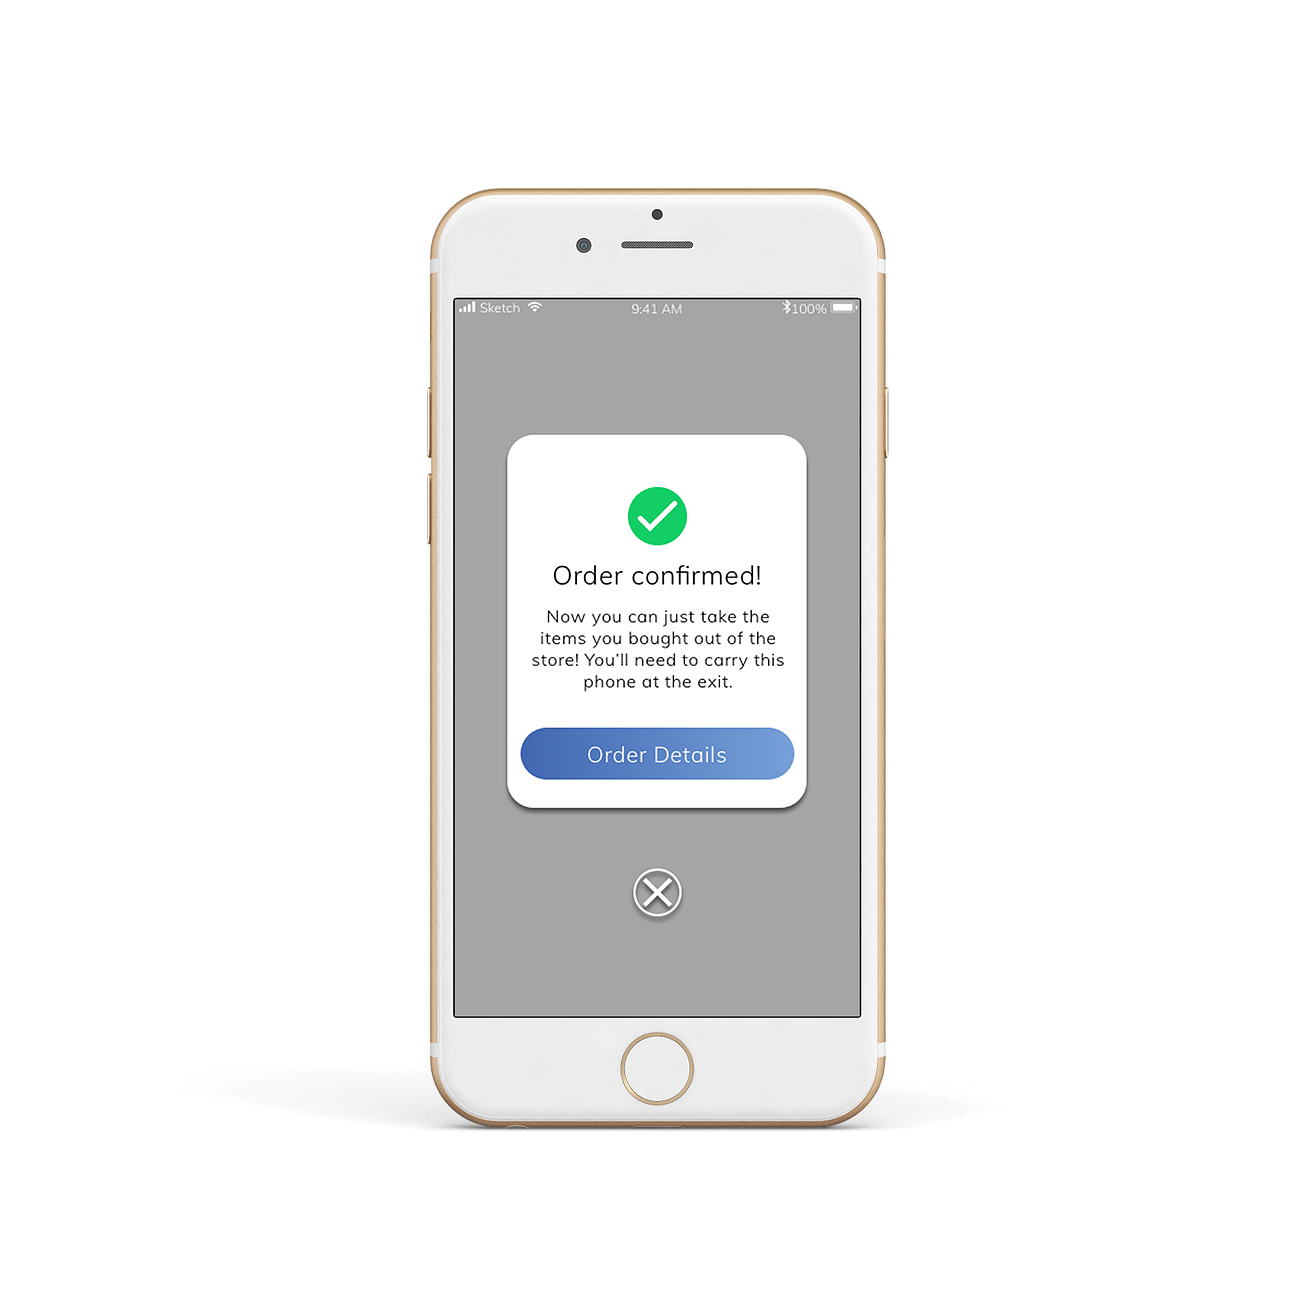 Sketch 9:41 AM 100%
Order confirmed!
Now you can just take the
items you bought out of the
store! You'll need to carry this
phone at the exit.
Order Details